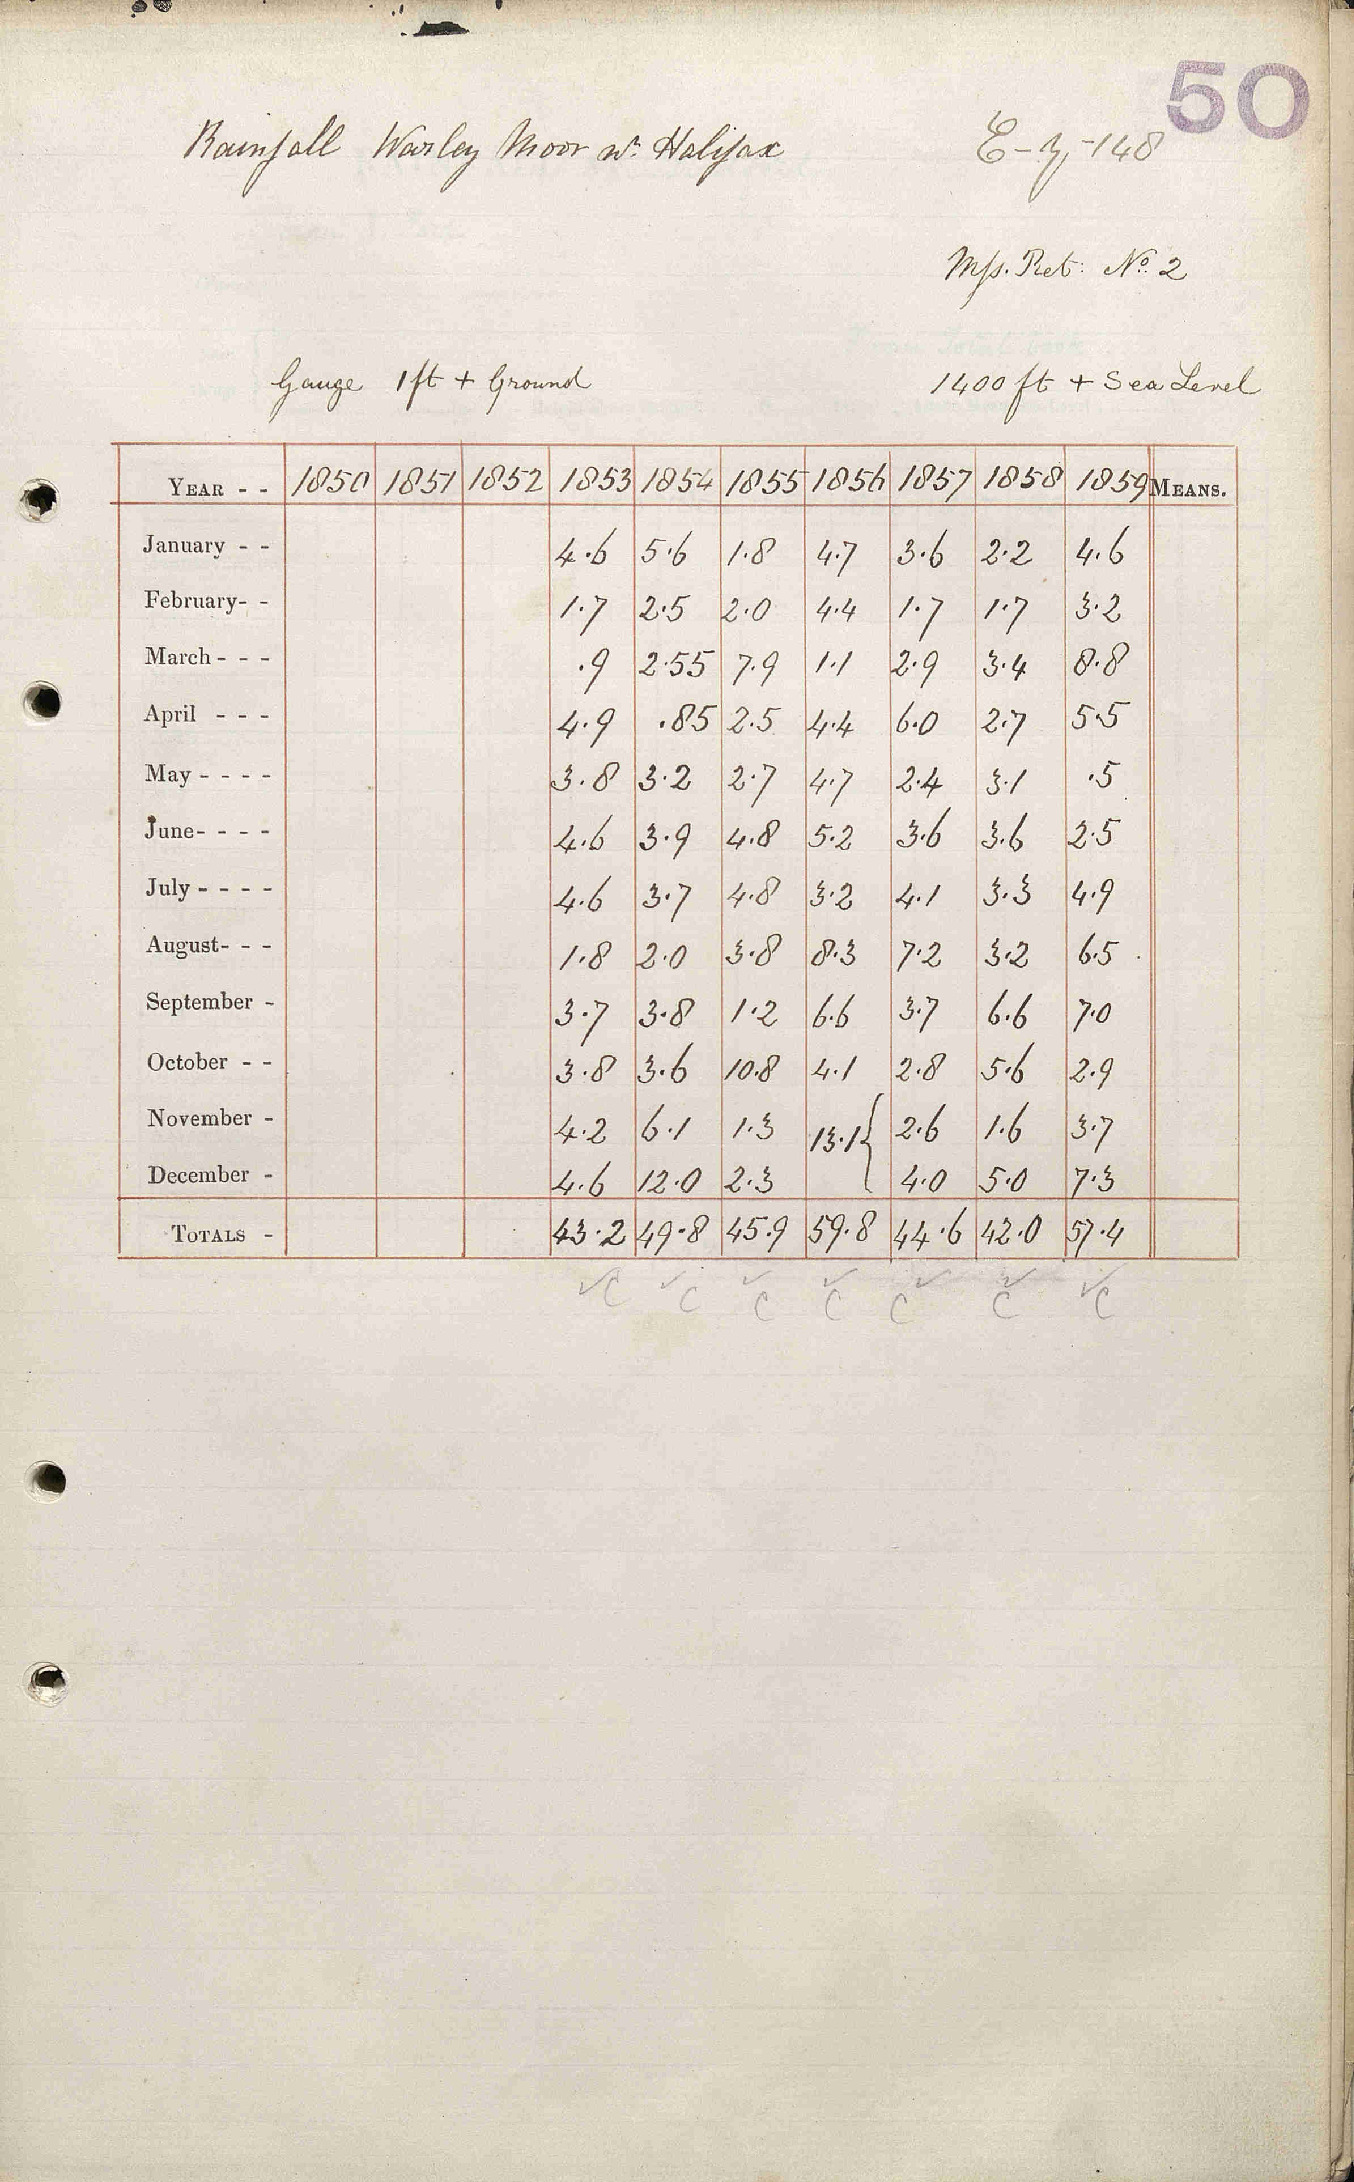 50
Rainfall Warley Moor nr. Halifax
148
Mss. Ret: No. 2
Gauge 1ft + Ground 1400 ft + Sea Level
YEAR - - 1850 1851 1852 1853 1854 1855 1856 1857 1858 1859 MEANS.
January - - 4.6 5.6 1.8 4.7 3.6 2.2 4.6
February- - 1.7 2.5 2.0 4.4 1.7 1.7 3.2
March - - - .9 2.55 7.9 1.1 2.9 3.4 8.8
April - - - 4.9 .85 2.5 4.4 6.0 2.7 5.5
May - - - - 3.8 3.2 2.7 4.7 2.4 3.1 .5
June- - - - 4.6 3.9 4.8 5.2 3.6 3.6 2.5
July - - - - 4.6 3.7 4.8 3.2 4.1 3.3 4.9
August- - - 1.8 2.0 3.8 8.3 7.2 3.2 6.5
September - 3.7 3.8 1.2 6.6 3.7 6.6 7.0
October - - 3.8 3.6 10.8 4.1 2.8 5.6 2.9
November - 4.2 6.1 1.3 13.1{ 2.6 1.6 3.7
December - 4.6 12.0 2.3 4.0 5.0 7.3
TOTALS - 43.2 49.8 45.9 59.8 44.6 42.0 57.4
✓C ✓C ✓C ✓C ✓C ✓C ✓C